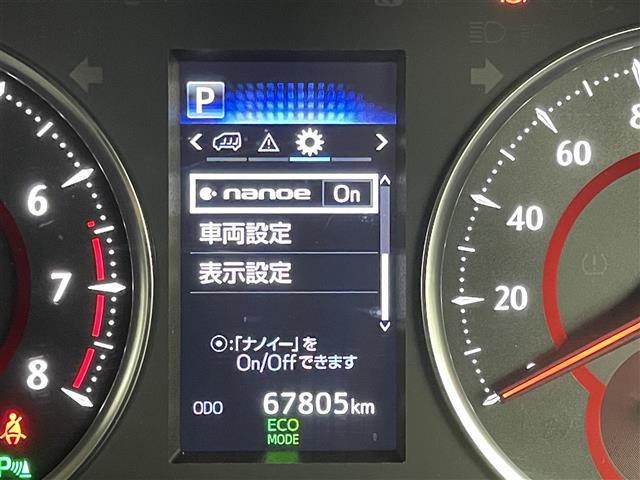 P
nanoe On
車両設定
表示設定
⦿:「ナノイー」を
On/Offできます
ODO 67805km
ECO
MODE
6
7
8
20
40
60
8
P